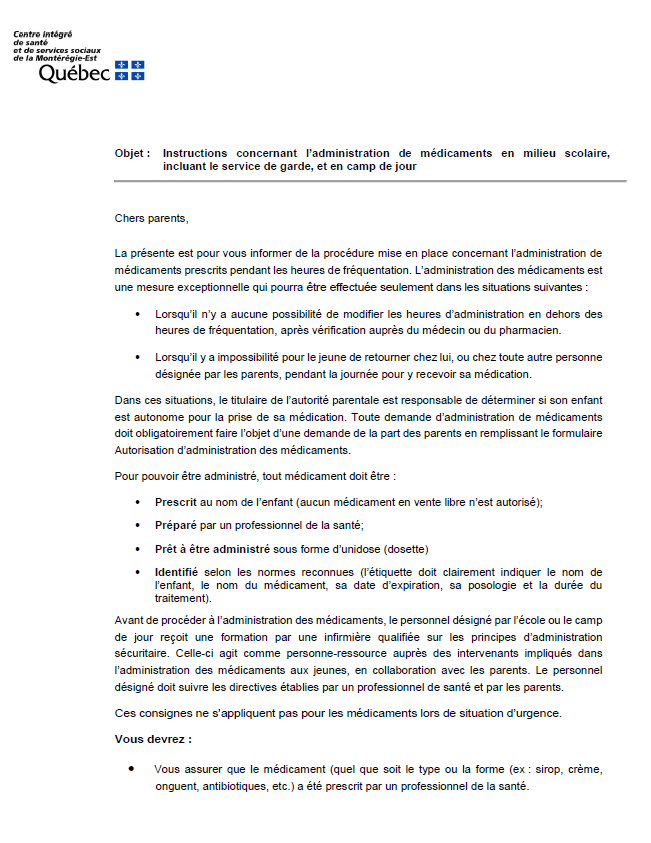 Centre intégré
de santé
et de services sociaux
de la Montérégie-Est
Québec
Objet : Instructions concernant l'administration de médicaments en milieu scolaire,
incluant le service de garde, et en camp de jour
Chers parents,
La présente est pour vous informer de la procédure mise en place concernant l'administration de
médicaments prescrits pendant les heures de fréquentation. L'administration des médicaments est
une mesure exceptionnelle qui pourra être effectuée seulement dans les situations suivantes :
• Lorsqu'il n'y a aucune possibilité de modifier les heures d'administration en dehors des
heures de fréquentation, après vérification auprès du médecin ou du pharmacien.
• Lorsqu'il y a impossibilité pour le jeune de retourner chez lui, ou chez toute autre personne
désignée par les parents, pendant la journée pour y recevoir sa médication.
Dans ces situations, le titulaire de l'autorité parentale est responsable de déterminer si son enfant
est autonome pour la prise de sa médication. Toute demande d'administration de médicaments
doit obligatoirement faire l'objet d'une demande de la part des parents en remplissant le formulaire
Autorisation d'administration des médicaments.
Pour pouvoir être administré, tout médicament doit être :
• Prescrit au nom de l'enfant (aucun médicament en vente libre n'est autorisé);
• Préparé par un professionnel de la santé;
• Prêt à être administré sous forme d'unidose (dosette)
• Identifié selon les normes reconnues (l'étiquette doit clairement indiquer le nom de
l'enfant, le nom du médicament, sa date d'expiration, sa posologie et la durée du
traitement).
Avant de procéder à l'administration des médicaments, le personnel désigné par l'école ou le camp
de jour reçoit une formation par une infirmière qualifiée sur les principes d'administration
sécuritaire. Celle-ci agit comme personne-ressource auprès des intervenants impliqués dans
l'administration des médicaments aux jeunes, en collaboration avec les parents. Le personnel
désigné doit suivre les directives établies par un professionnel de santé et par les parents.
Ces consignes ne s'appliquent pas pour les médicaments lors de situation d'urgence.
Vous devrez :
• Vous assurer que le médicament (quel que soit le type ou la forme (ex : sirop, crème,
onguent, antibiotiques, etc.) a été prescrit par un professionnel de la santé.